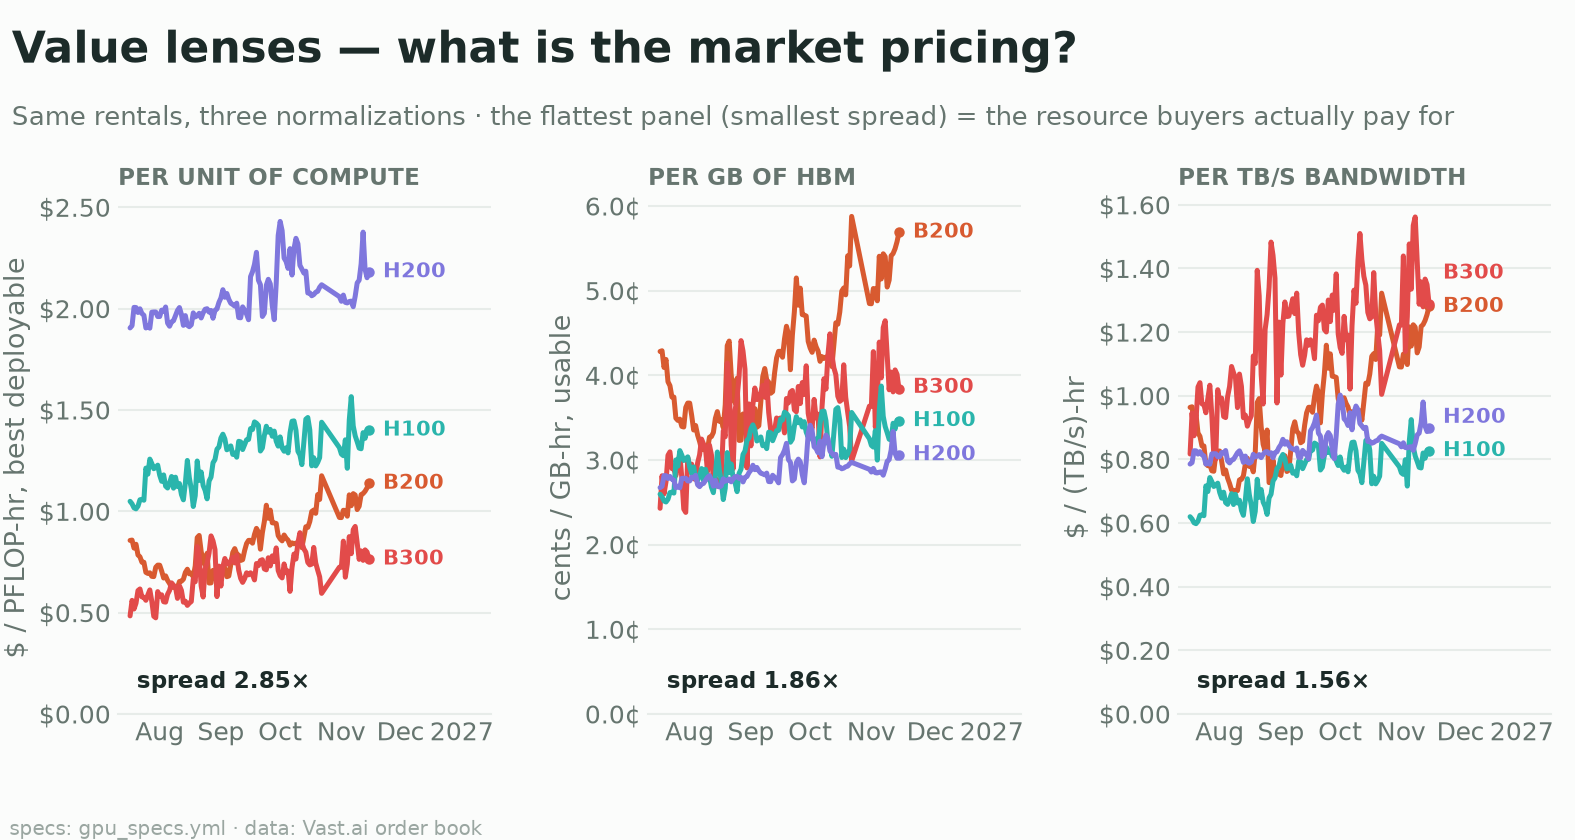 Value lenses — what is the market pricing?
Same rentals, three normalizations · the flattest panel (smallest spread) = the resource buyers actually pay for
PER UNIT OF COMPUTE
$ / PFLOP-hr, best deployable
$2.50
$2.00
$1.50
$1.00
$0.50
$0.00
H200
H100
B200
B300
spread 2.85×
Aug Sep Oct Nov Dec 2027
PER GB OF HBM
cents / GB-hr, usable
6.0¢
5.0¢
4.0¢
3.0¢
2.0¢
1.0¢
0.0¢
B200
B300
H100
H200
spread 1.86×
Aug Sep Oct Nov Dec 2027
PER TB/S BANDWIDTH
$ / (TB/s)-hr
$1.60
$1.40
$1.20
$1.00
$0.80
$0.60
$0.40
$0.20
$0.00
B300
B200
H200
H100
spread 1.56×
Aug Sep Oct Nov Dec 2027
specs: gpu_specs.yml · data: Vast.ai order book